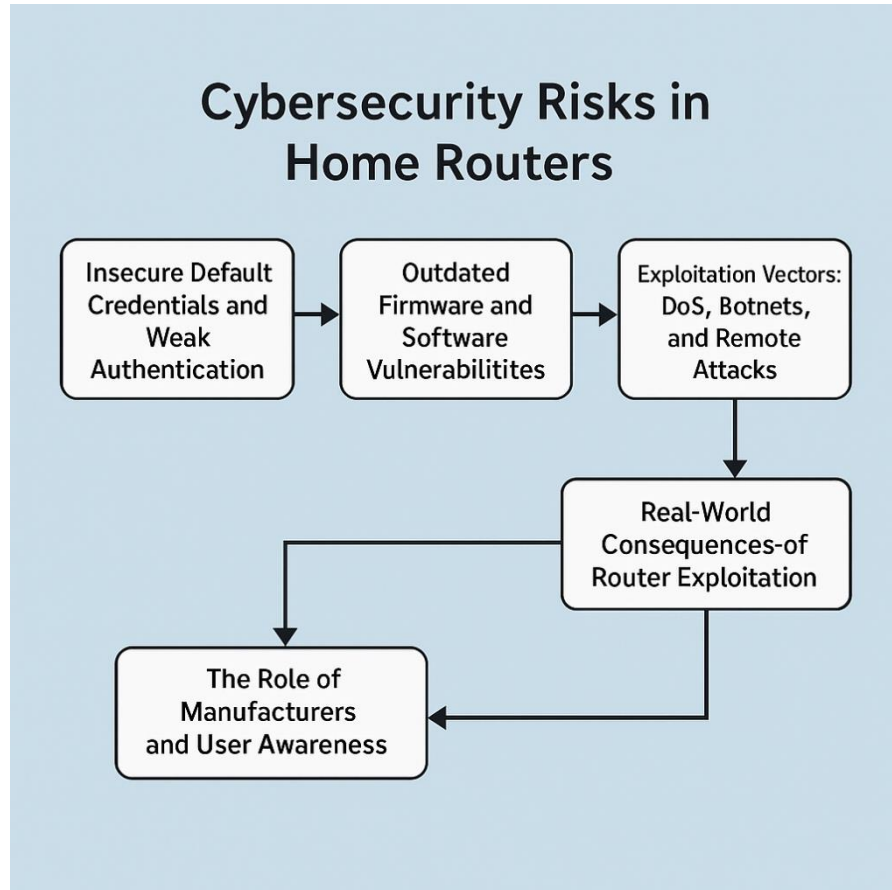 Cybersecurity Risks in
Home Routers
Insecure Default
Credentials and
Weak
Authentication
Outdated
Firmware and
Software
Vulnerabilitites
Exploitation Vectors:
DoS, Botnets,
and Remote
Attacks
Real-World
Consequences-of
Router Exploitation
The Role of
Manufacturers
and User Awareness